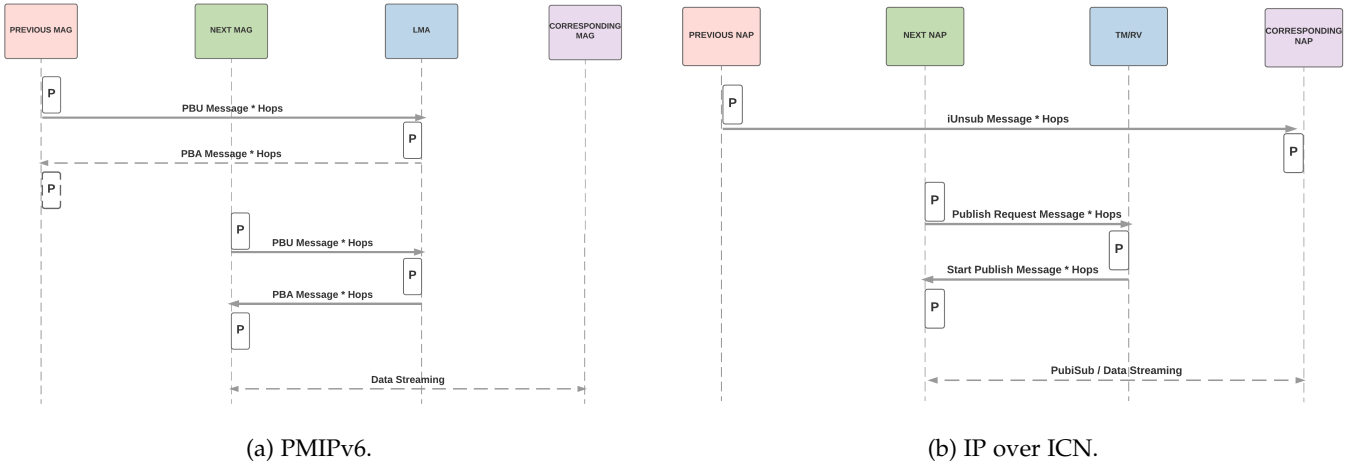 PREVIOUS MAG
NEXT MAG
LMA
CORRESPONDING
MAG
P
PBU Message * Hops
P
PBA Message * Hops
P
P
PBU Message * Hops
P
PBA Message * Hops
P
Data Streaming
(a) PMIPv6.
PREVIOUS NAP
NEXT NAP
TM/RV
CORRESPONDING
NAP
P
iUnsub Message * Hops
P
P
Publish Request Message * Hops
P
Start Publish Message * Hops
P
PubiSub / Data Streaming
(b) IP over ICN.